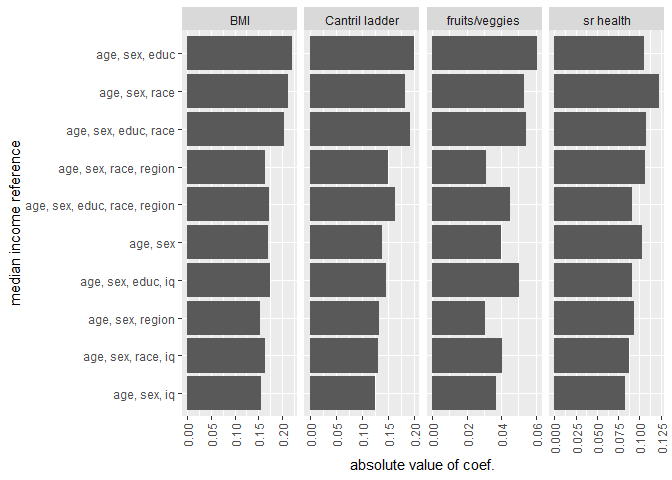 BMI Cantril ladder fruits/veggies sr health
median income reference
age, sex, educ
age, sex, race
age, sex, educ, race
age, sex, race, region
age, sex, educ, race, region
age, sex
age, sex, educ, iq
age, sex, region
age, sex, race, iq
age, sex, iq
0.00 0.05 0.10 0.15 0.20 0.00 0.05 0.10 0.15 0.20 0.00 0.02 0.04 0.06 0.000 0.025 0.050 0.075 0.100 0.125
absolute value of coef.